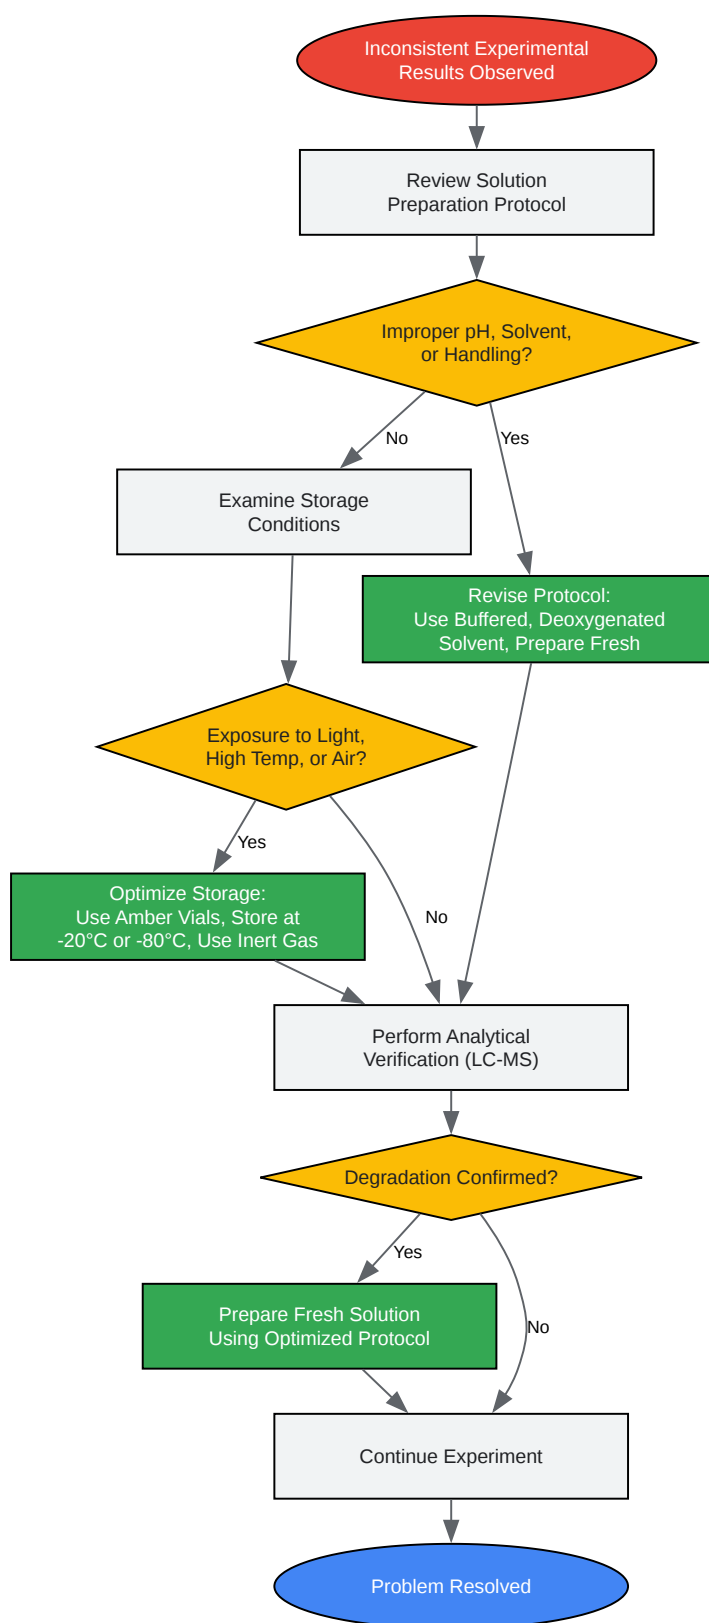 Inconsistent Experimental
Results Observed
Review Solution
Preparation Protocol
Improper pH, Solvent,
or Handling?
No
Yes
Examine Storage
Conditions
Revise Protocol:
Use Buffered, Deoxygenated
Solvent, Prepare Fresh
Exposure to Light,
High Temp, or Air?
Yes
No
Optimize Storage:
Use Amber Vials, Store at
-20°C or -80°C, Use Inert Gas
Perform Analytical
Verification (LC-MS)
Degradation Confirmed?
Yes
No
Prepare Fresh Solution
Using Optimized Protocol
Continue Experiment
Problem Resolved